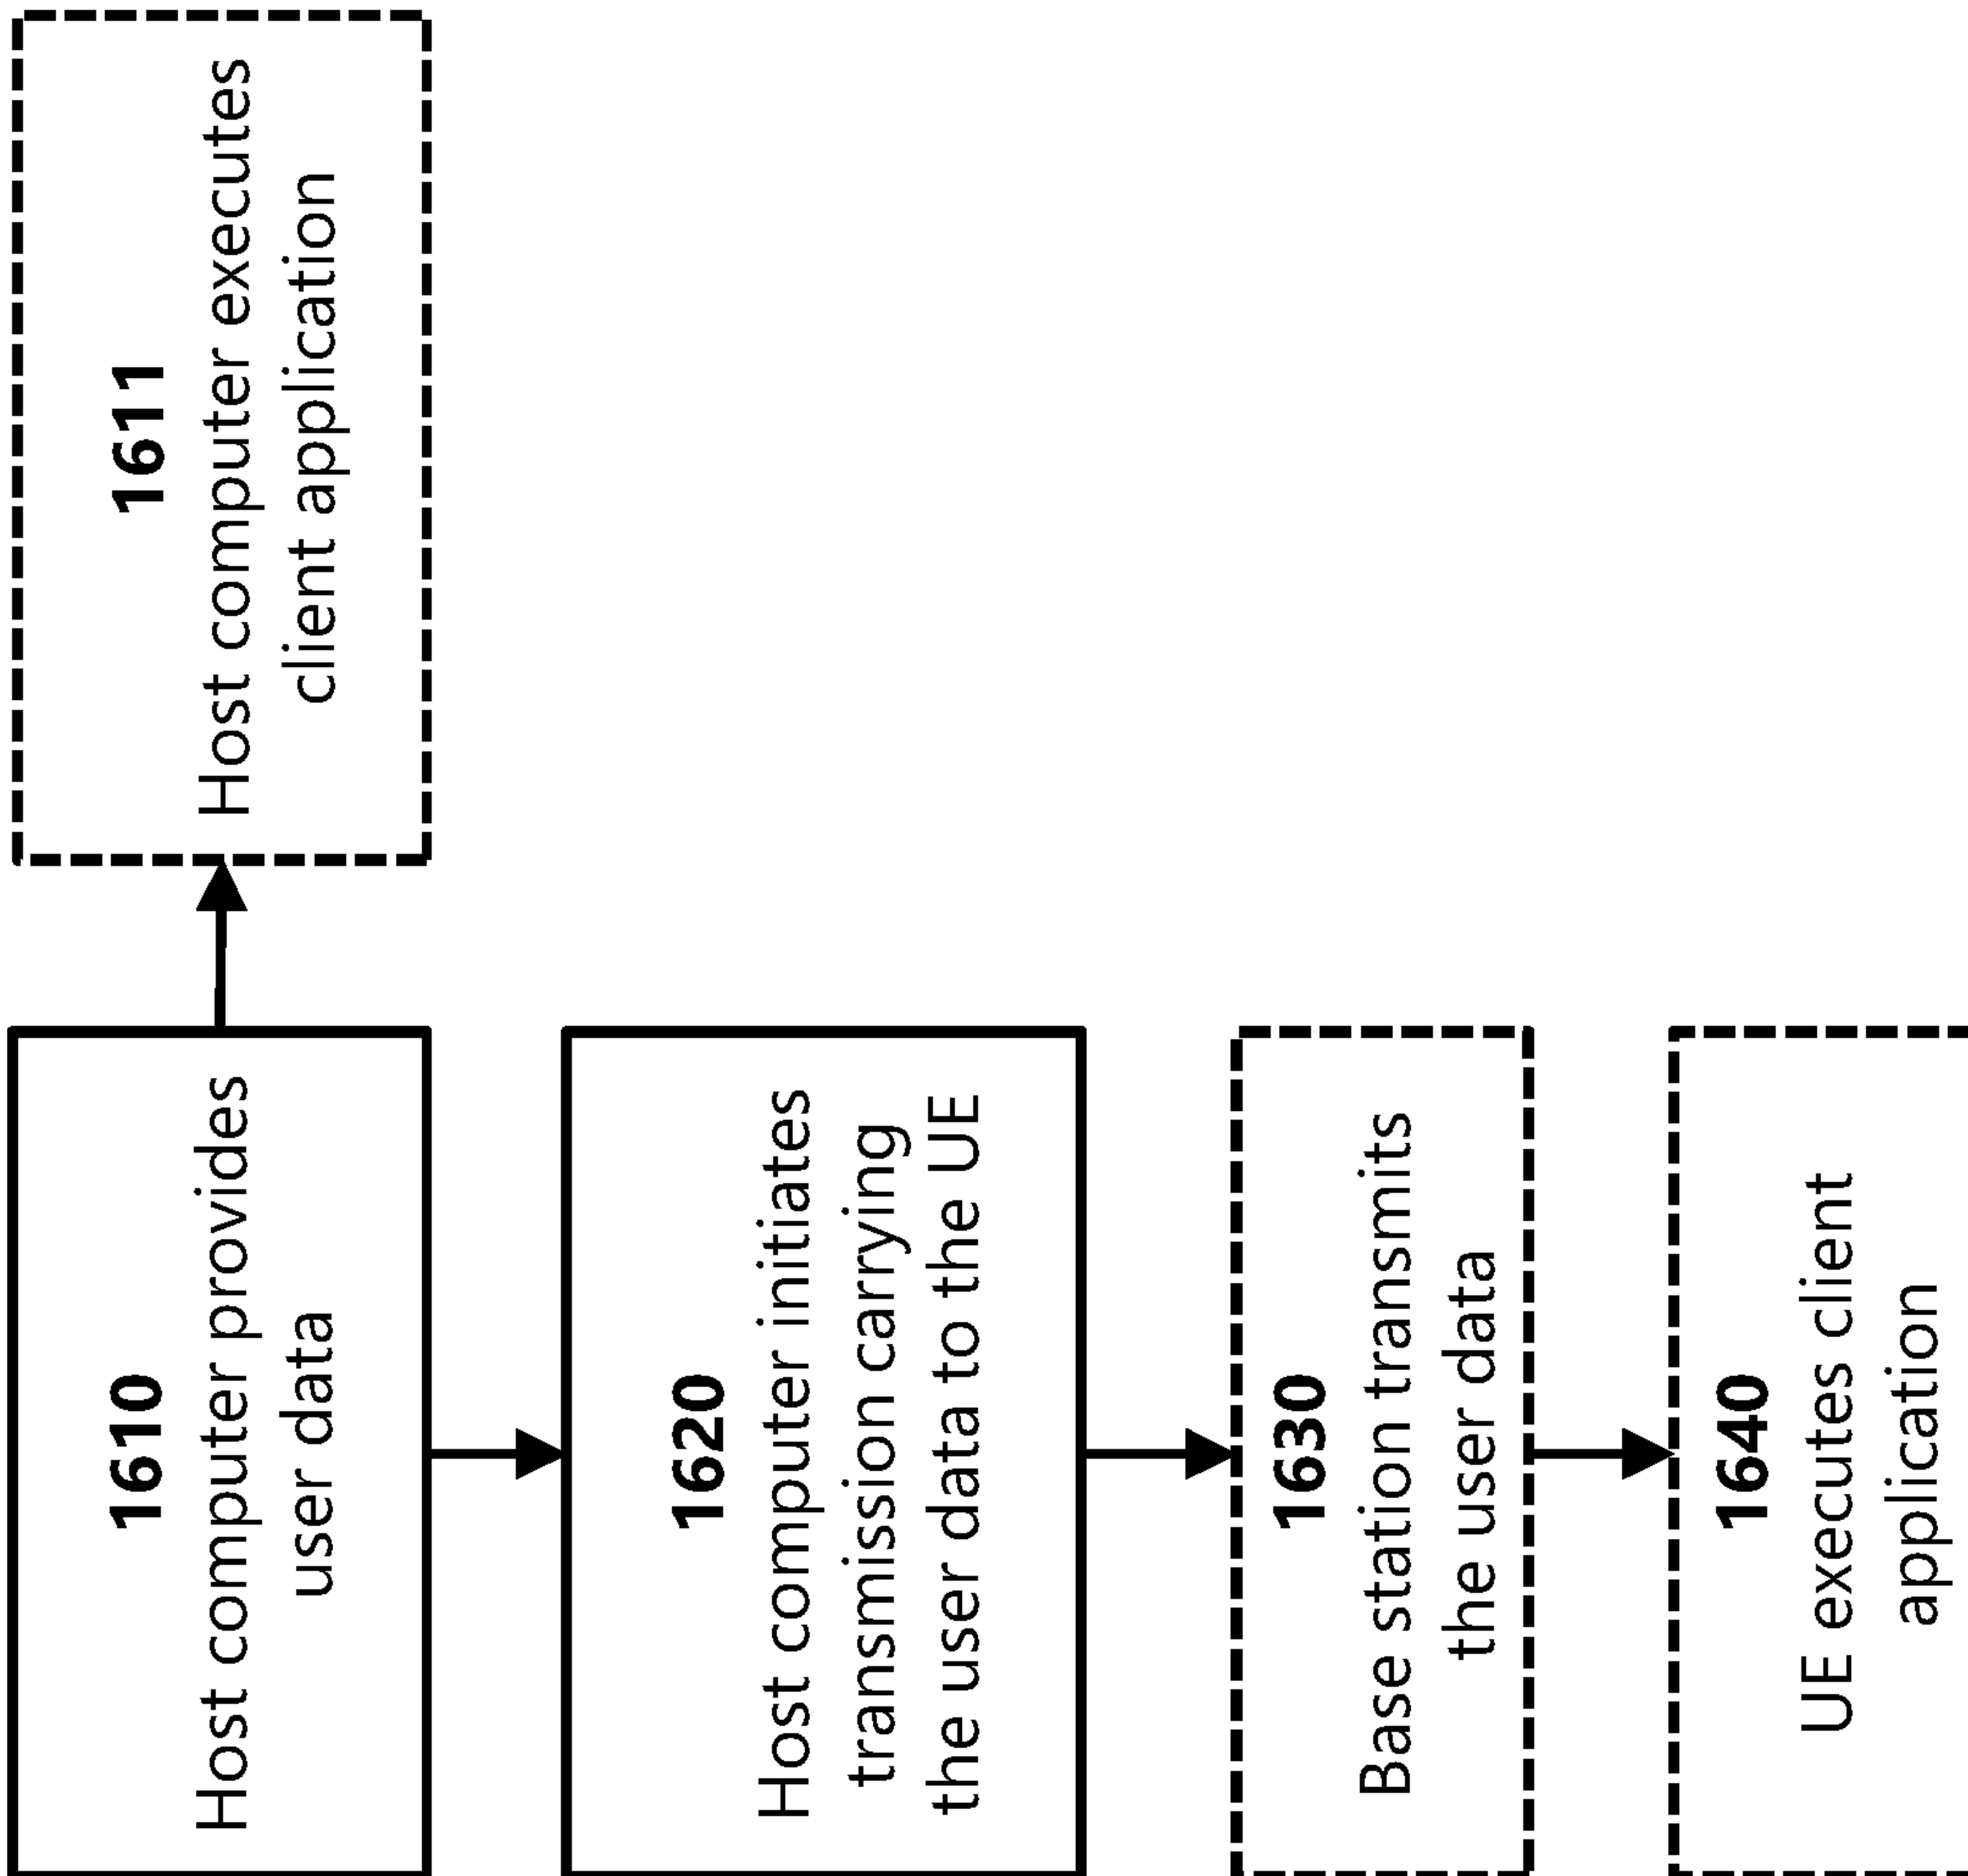 1610
Host computer provides
user data
1611
Host computer executes
client application
1620
Host computer initiates
transmission carrying
the user data to the UE
1630
Base station transmits
the user data
1640
UE executes client
application